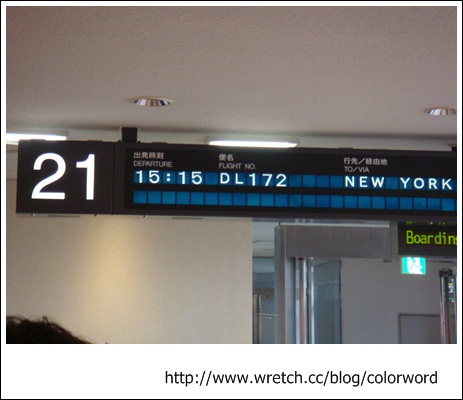 21
出発時刻 便名 行先／経由地
DEPARTURE FLIGHT NO. TO/VIA
15:15 DL172 NEW YORK
Boarding
http://www.wretch.cc/blog/colorword